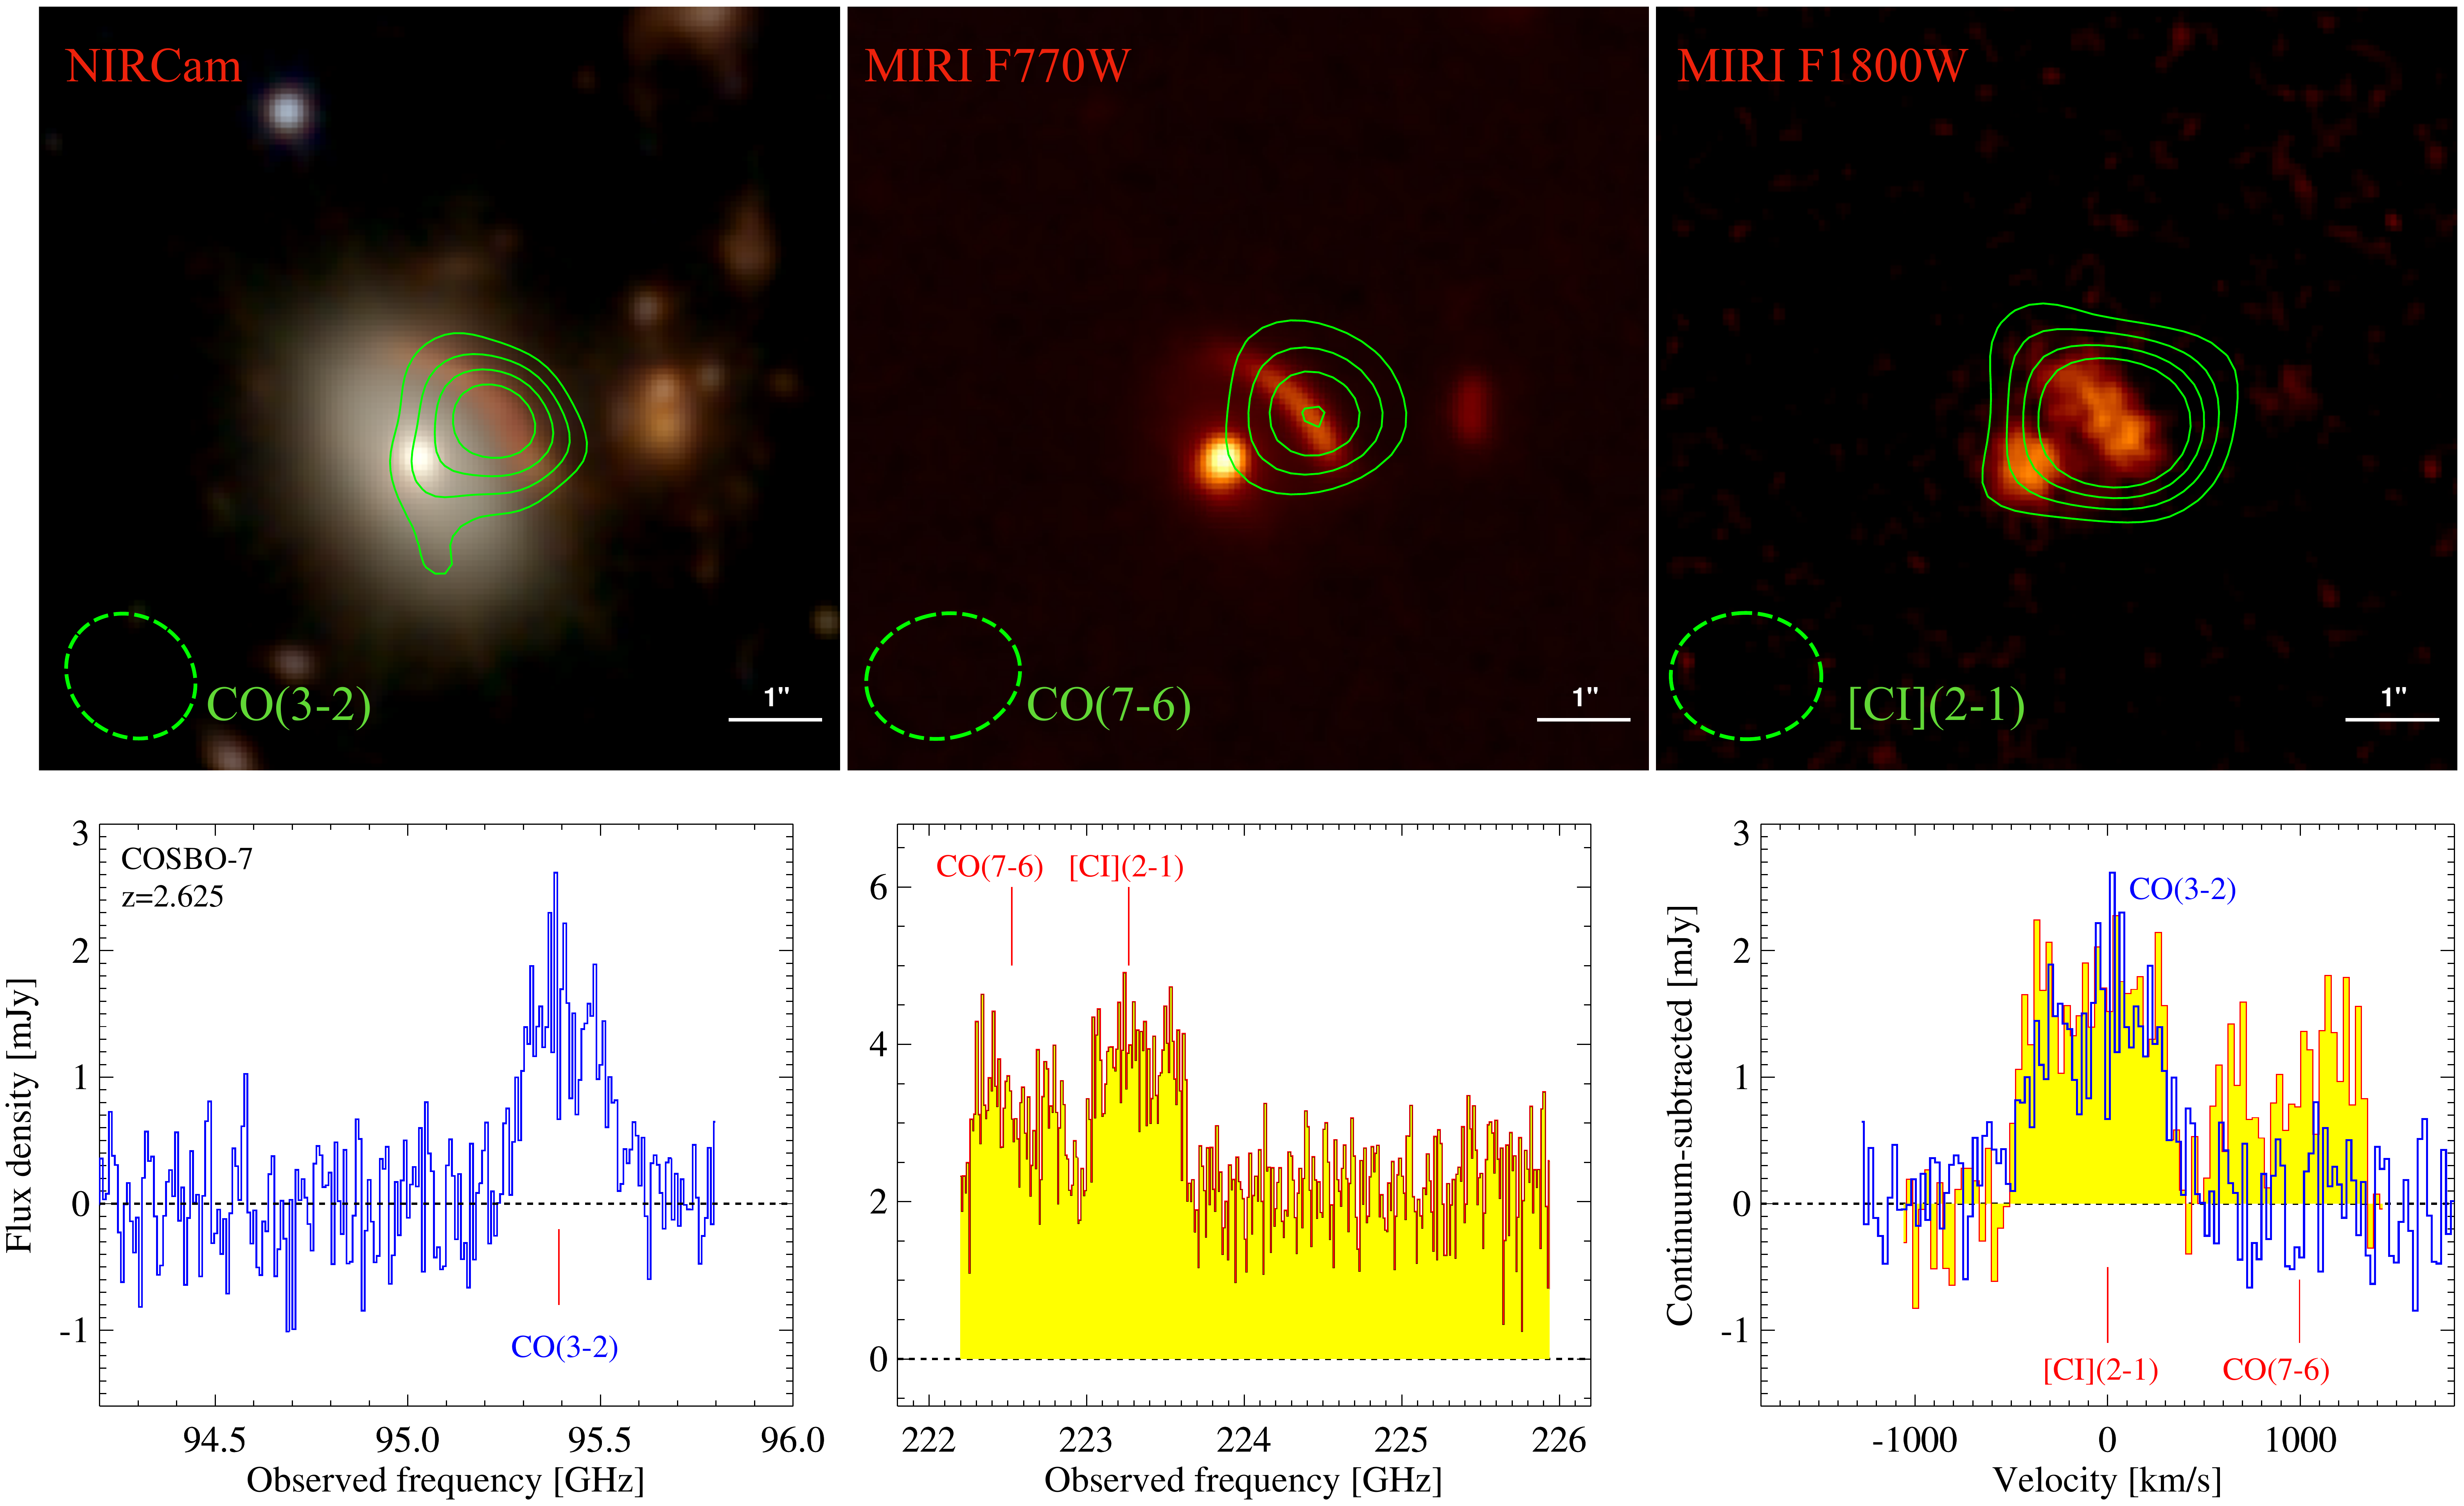 NIRCam
CO(3-2)
1"
MIRI F770W
CO(7-6)
1"
MIRI F1800W
[CI](2-1)
1"
COSBO-7
z=2.625
CO(3-2)
3
2
1
0
-1
Flux density [mJy]
94.5 95.0 95.5 96.0
Observed frequency [GHz]
CO(7-6) [CI](2-1)
6
4
2
0
222 223 224 225 226
Observed frequency [GHz]
CO(3-2)
[CI](2-1) CO(7-6)
3
2
1
0
-1
Continuum-subtracted [mJy]
-1000 0 1000
Velocity [km/s]